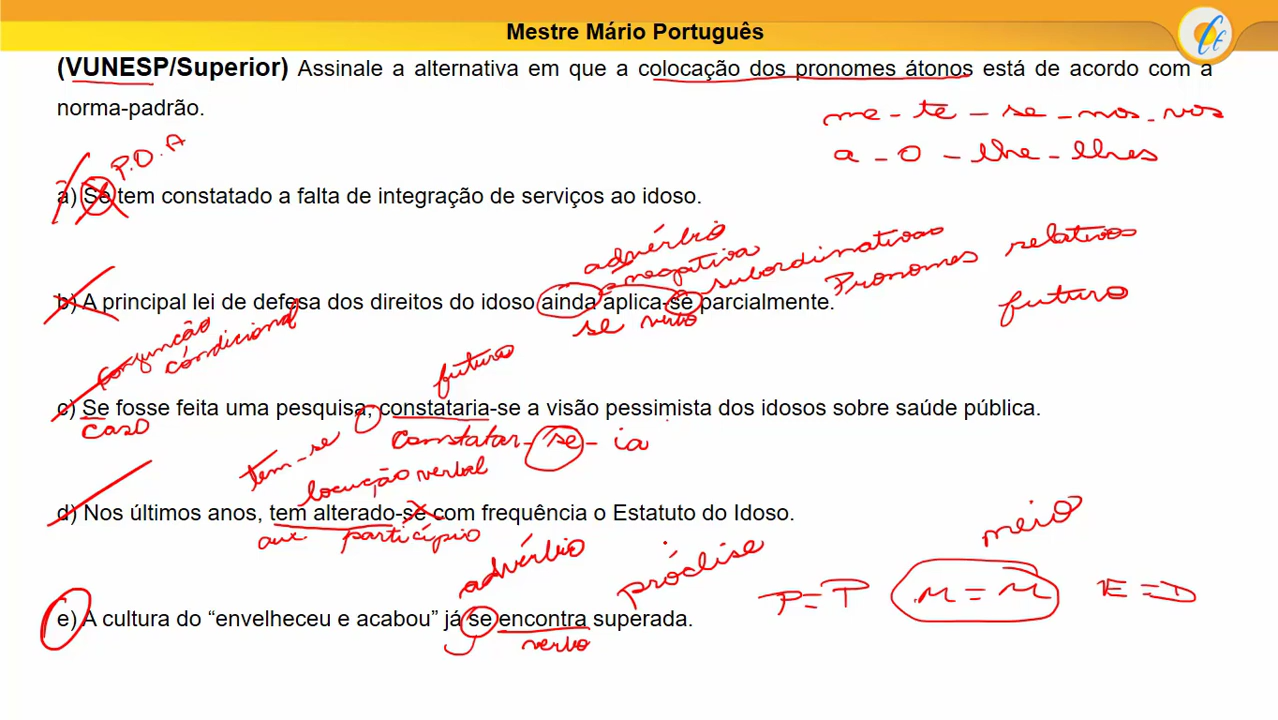 Mestre Mário Português
(VUNESP/Superior) Assinale a alternativa em que a colocação dos pronomes átonos está de acordo com a
norma-padrão.
me - te - se - nos - vos
a - o - lhe - lhes
P.O.A
a) Se tem constatado a falta de integração de serviços ao idoso.
advérbio
negativa
subordinativas
Pronomes relativos
futuro
b) A principal lei de defesa dos direitos do idoso ainda aplica-se parcialmente.
se verbo
conjunção
condicional
futuro
c) Se fosse feita uma pesquisa, constataria-se a visão pessimista dos idosos sobre saúde pública.
caso
constatar-se-ia
tem-se
locução verbal
d) Nos últimos anos, tem alterado-se com frequência o Estatuto do Idoso.
aux. particípio
advérbio
próclise
meio
P=P M=M E=D
e) A cultura do “envelheceu e acabou” já se encontra superada.
verbo